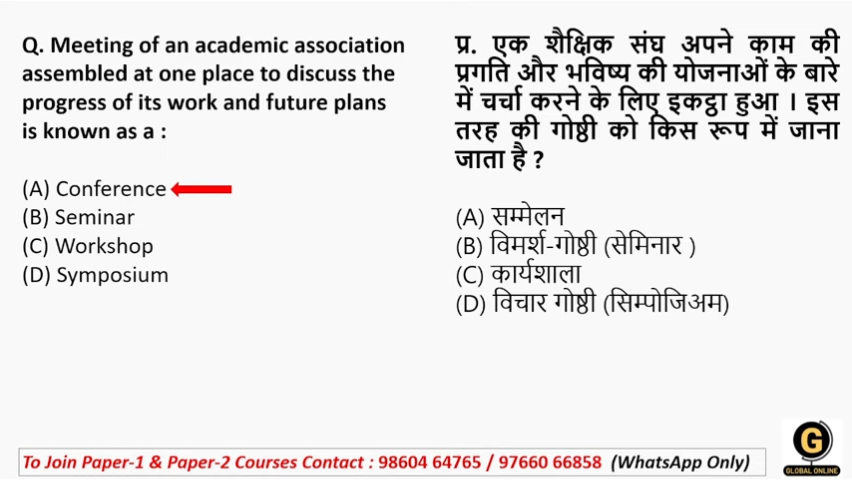 Q. Meeting of an academic association
assembled at one place to discuss the
progress of its work and future plans
is known as a :
(A) Conference
(B) Seminar
(C) Workshop
(D) Symposium
प्र. एक शैक्षिक संघ अपने काम की
प्रगति और भविष्य की योजनाओं के बारे
में चर्चा करने के लिए इकट्ठा हुआ । इस
तरह की गोष्ठी को किस रूप में जाना
जाता है ?
(A) सम्मेलन
(B) विमर्श-गोष्ठी (सेमिनार )
(C) कार्यशाला
(D) विचार गोष्ठी (सिम्पोजिअम)
To Join Paper-1 & Paper-2 Courses Contact : 98604 64765 / 97660 66858 (WhatsApp Only)
G
GLOBAL ONLINE